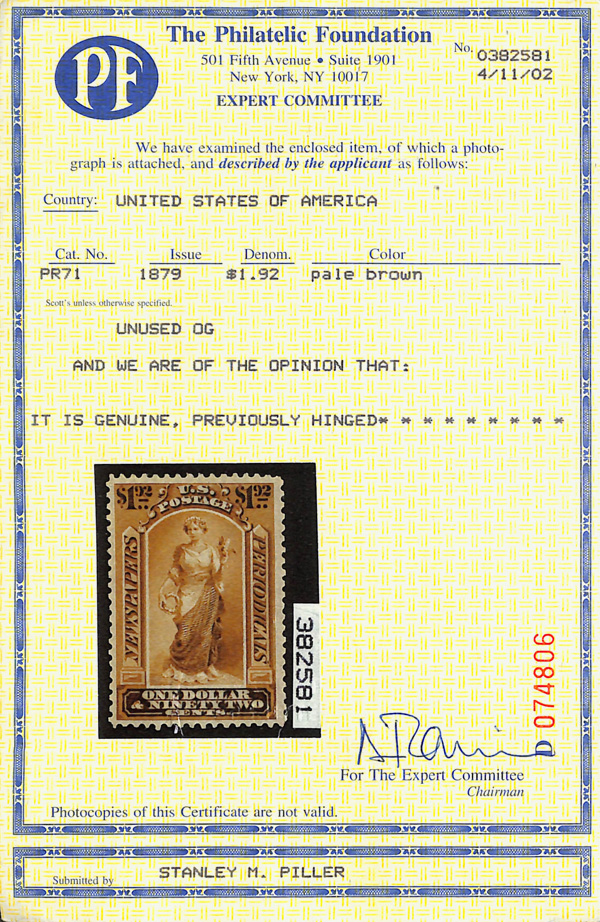 The Philatelic Foundation
PF
501 Fifth Avenue • Suite 1901
New York, NY 10017
EXPERT COMMITTEE
No. 0382581
4/11/02
We have examined the enclosed item, of which a photo-
graph is attached, and described by the applicant as follows:
Country: UNITED STATES OF AMERICA
Cat. No. Issue Denom. Color
PR71 1879 $1.92 pale brown
Scott's unless otherwise specified.
UNUSED OG
AND WE ARE OF THE OPINION THAT:
IT IS GENUINE, PREVIOUSLY HINGED* * * * * * * * *
$1.92 U.S. $1.92
POSTAGE
NEWSPAPERS
PERIODICALS
ONE DOLLAR
& NINETY TWO
CENTS
382581
D 074806
For The Expert Committee
Chairman
Photocopies of this Certificate are not valid.
Submitted by STANLEY M. PILLER